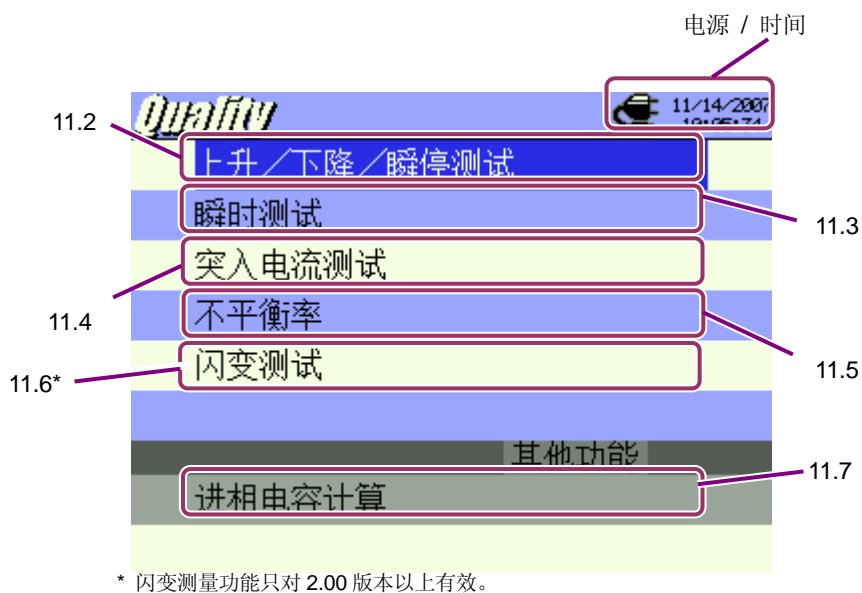 电源 / 时间
Quality
11/14/2007
11.2
上升／下降／瞬停测试
瞬时测试
11.3
突入电流测试
11.4
不平衡率
11.5
闪变测试
11.6*
其他功能
进相电容计算
11.7
* 闪变测量功能只对 2.00 版本以上有效。